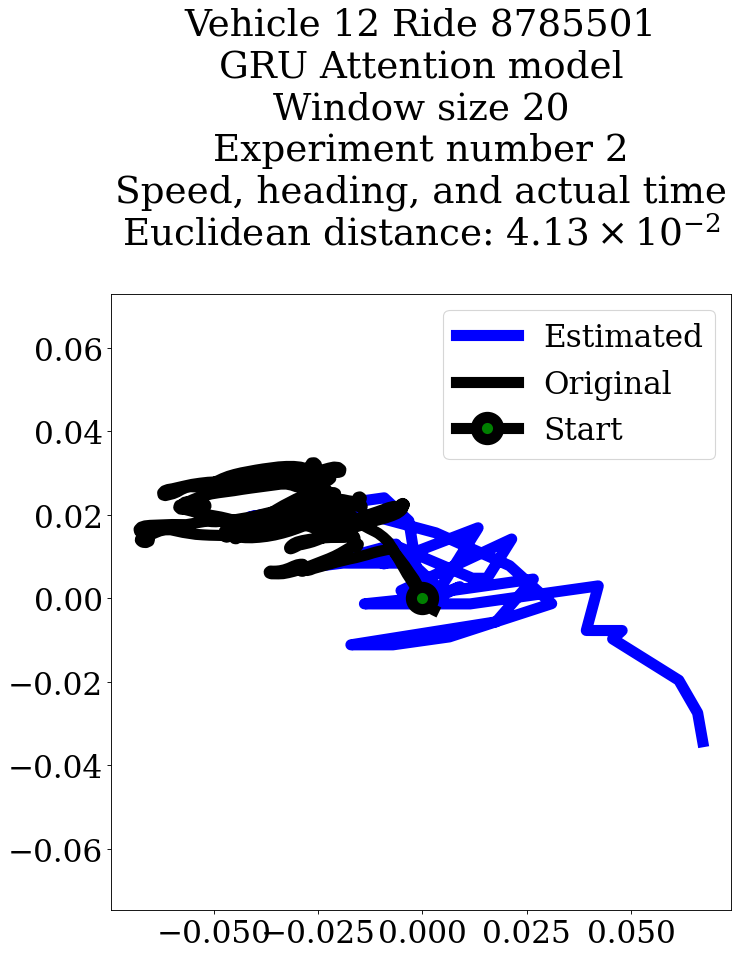 Vehicle 12 Ride 8785501
GRU Attention model
Window size 20
Experiment number 2
Speed, heading, and actual time
Euclidean distance: 4.13 × 10⁻²
Estimated
Original
Start
0.06
0.04
0.02
0.00
−0.02
−0.04
−0.06
−0.050 −0.025 0.000 0.025 0.050